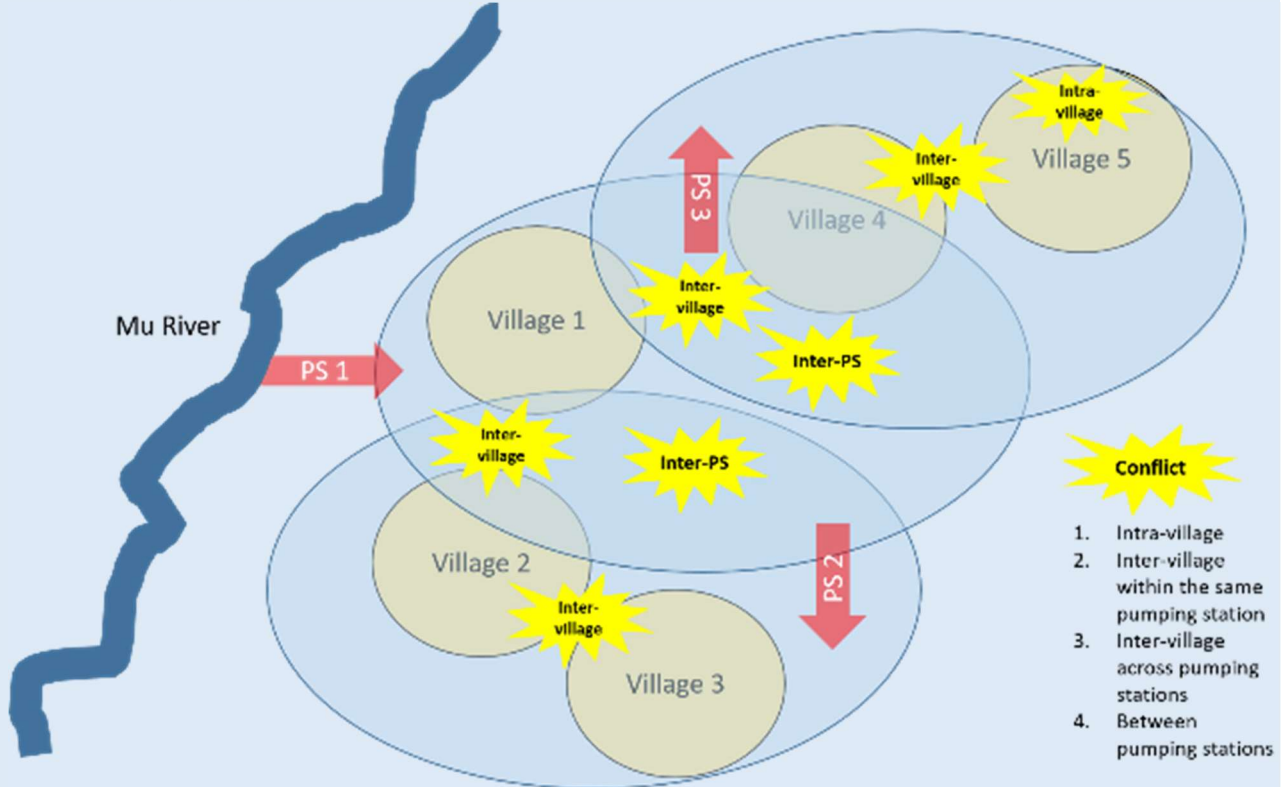 Intra-
village
Inter-
village
Village 5
PS 3
Village 4
Inter-
village
Village 1
Mu River
Inter-PS
PS 1
Inter-
village
Inter-PS
Conflict
1. Intra-village
2. Inter-village
within the same
pumping station
3. Inter-village
across pumping
stations
4. Between
pumping stations
Village 2
PS 2
Inter-
village
Village 3